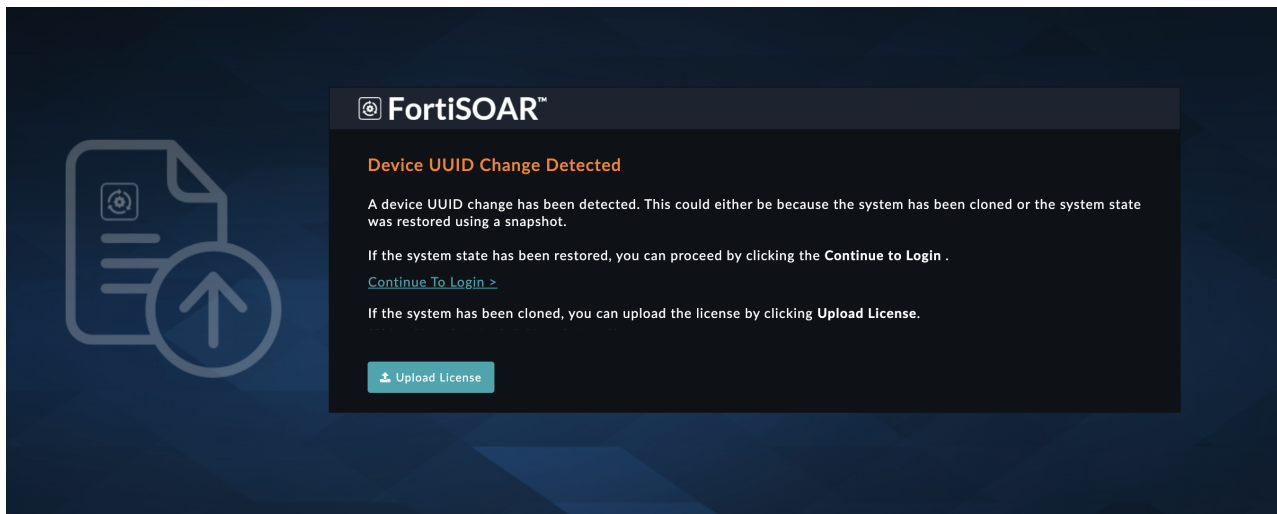 FortiSOAR™
Device UUID Change Detected
A device UUID change has been detected. This could either be because the system has been cloned or the system state
was restored using a snapshot.
If the system state has been restored, you can proceed by clicking the Continue to Login .
Continue To Login >
If the system has been cloned, you can upload the license by clicking Upload License.
Upload License